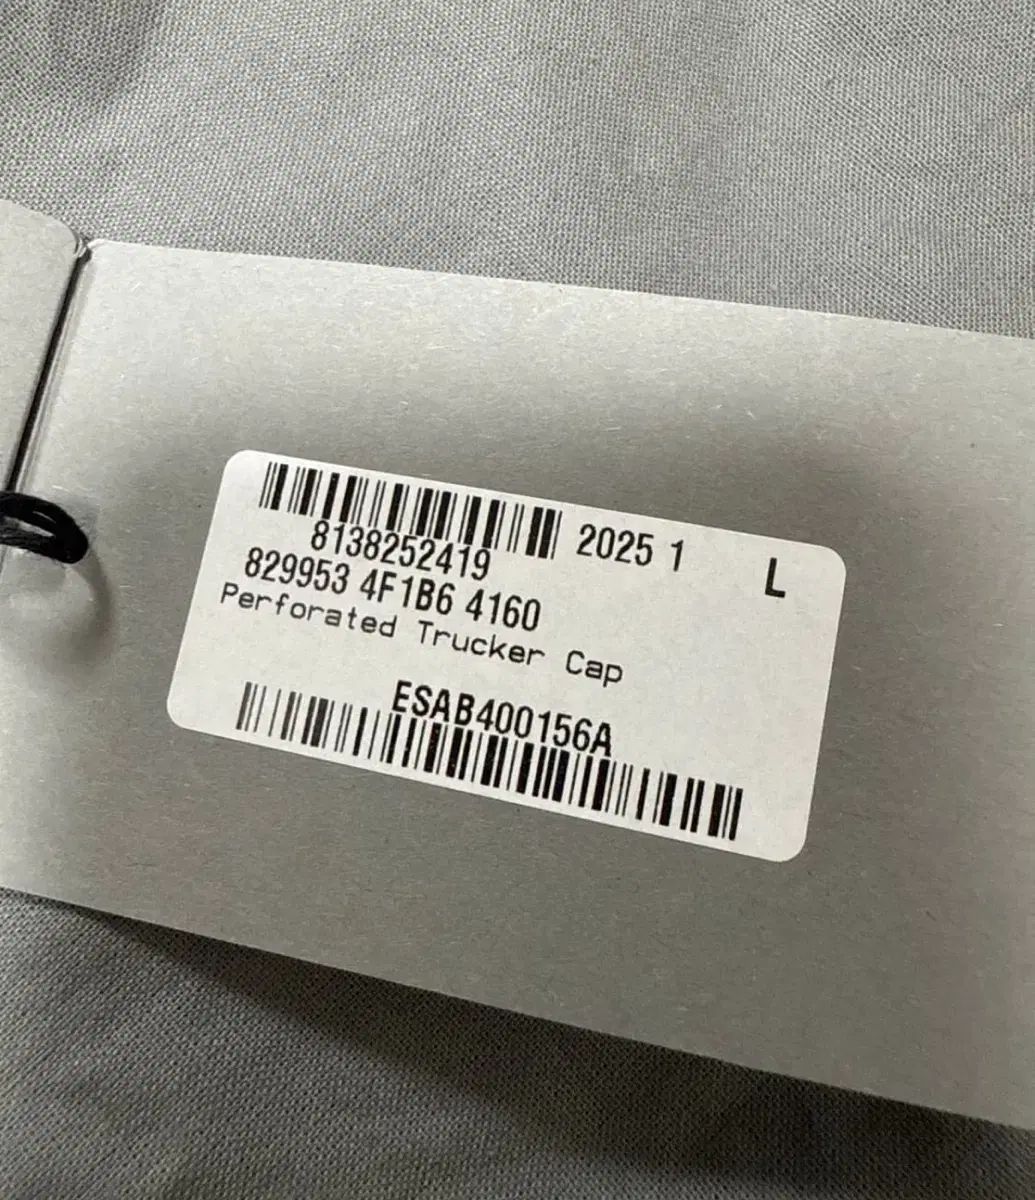 2025 1 L
8138252419
829953 4F1B6 4160
Perforated Trucker Cap
ESAB400156A